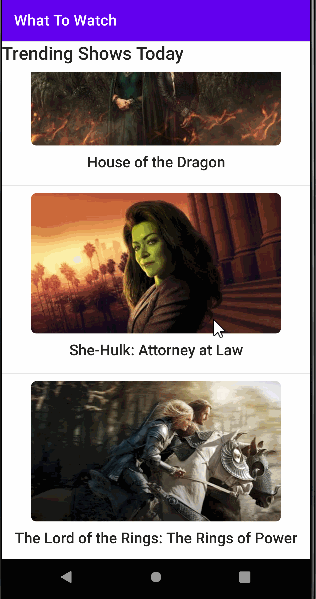 What To Watch
Trending Shows Today
House of the Dragon
She-Hulk: Attorney at Law
The Lord of the Rings: The Rings of Power